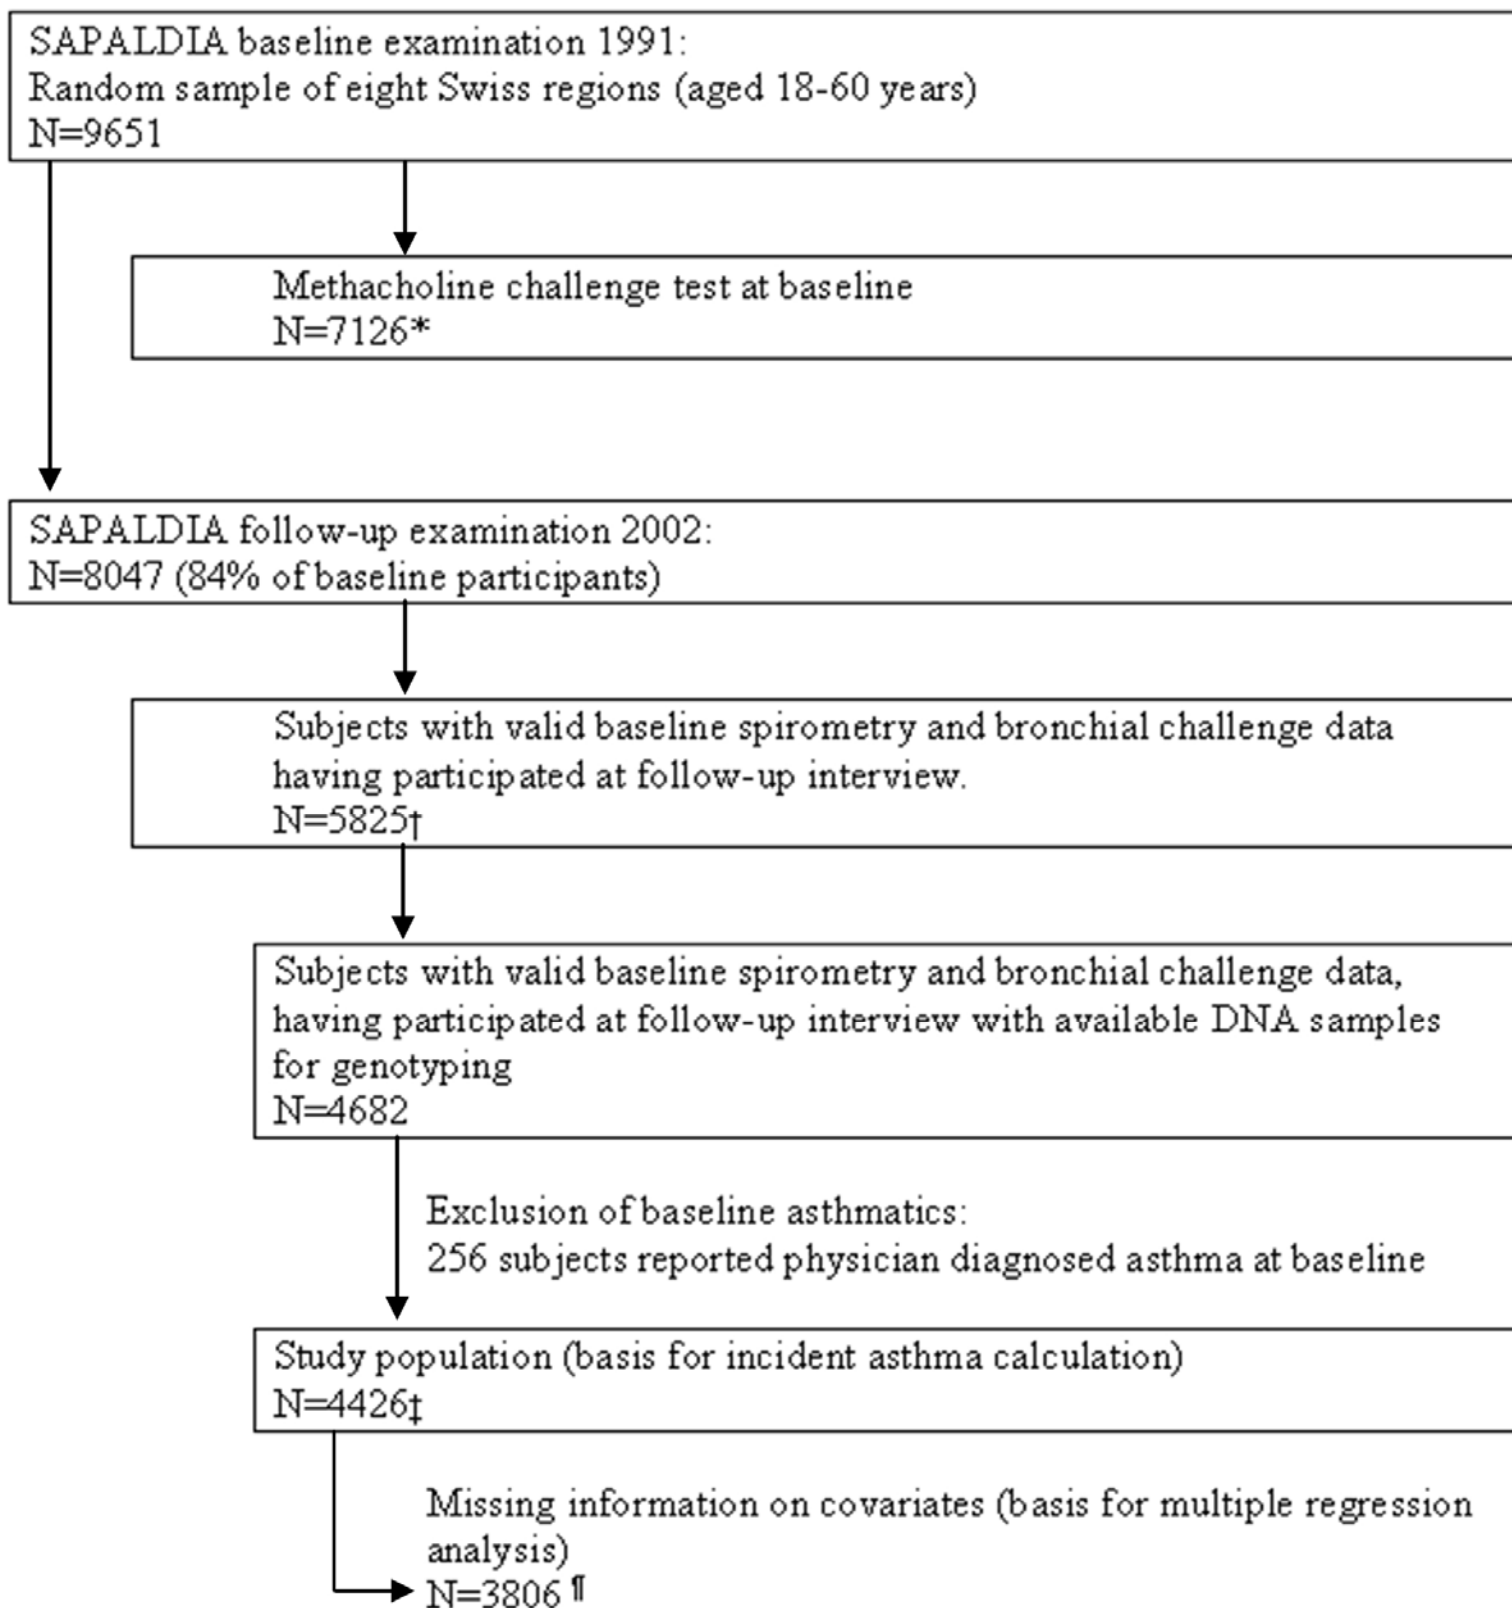 SAPALDIA baseline examination 1991:
Random sample of eight Swiss regions (aged 18-60 years)
N=9651
Methacholine challenge test at baseline
N=7126*
SAPALDIA follow-up examination 2002:
N=8047 (84% of baseline participants)
Subjects with valid baseline spirometry and bronchial challenge data
having participated at follow-up interview.
N=5825†
Subjects with valid baseline spirometry and bronchial challenge data,
having participated at follow-up interview with available DNA samples
for genotyping
N=4682
Exclusion of baseline asthmatics:
256 subjects reported physician diagnosed asthma at baseline
Study population (basis for incident asthma calculation)
N=4426‡
Missing information on covariates (basis for multiple regression
analysis)
N=3806 ¶